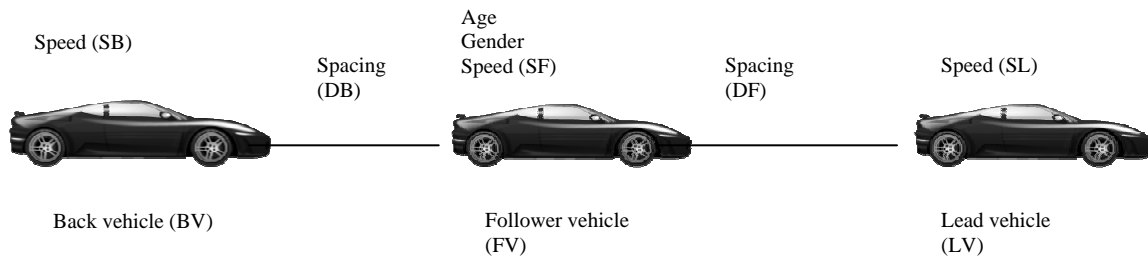 Speed (SB)
Spacing
(DB)
Age
Gender
Speed (SF)
Spacing
(DF)
Speed (SL)
Back vehicle (BV)
Follower vehicle
(FV)
Lead vehicle
(LV)